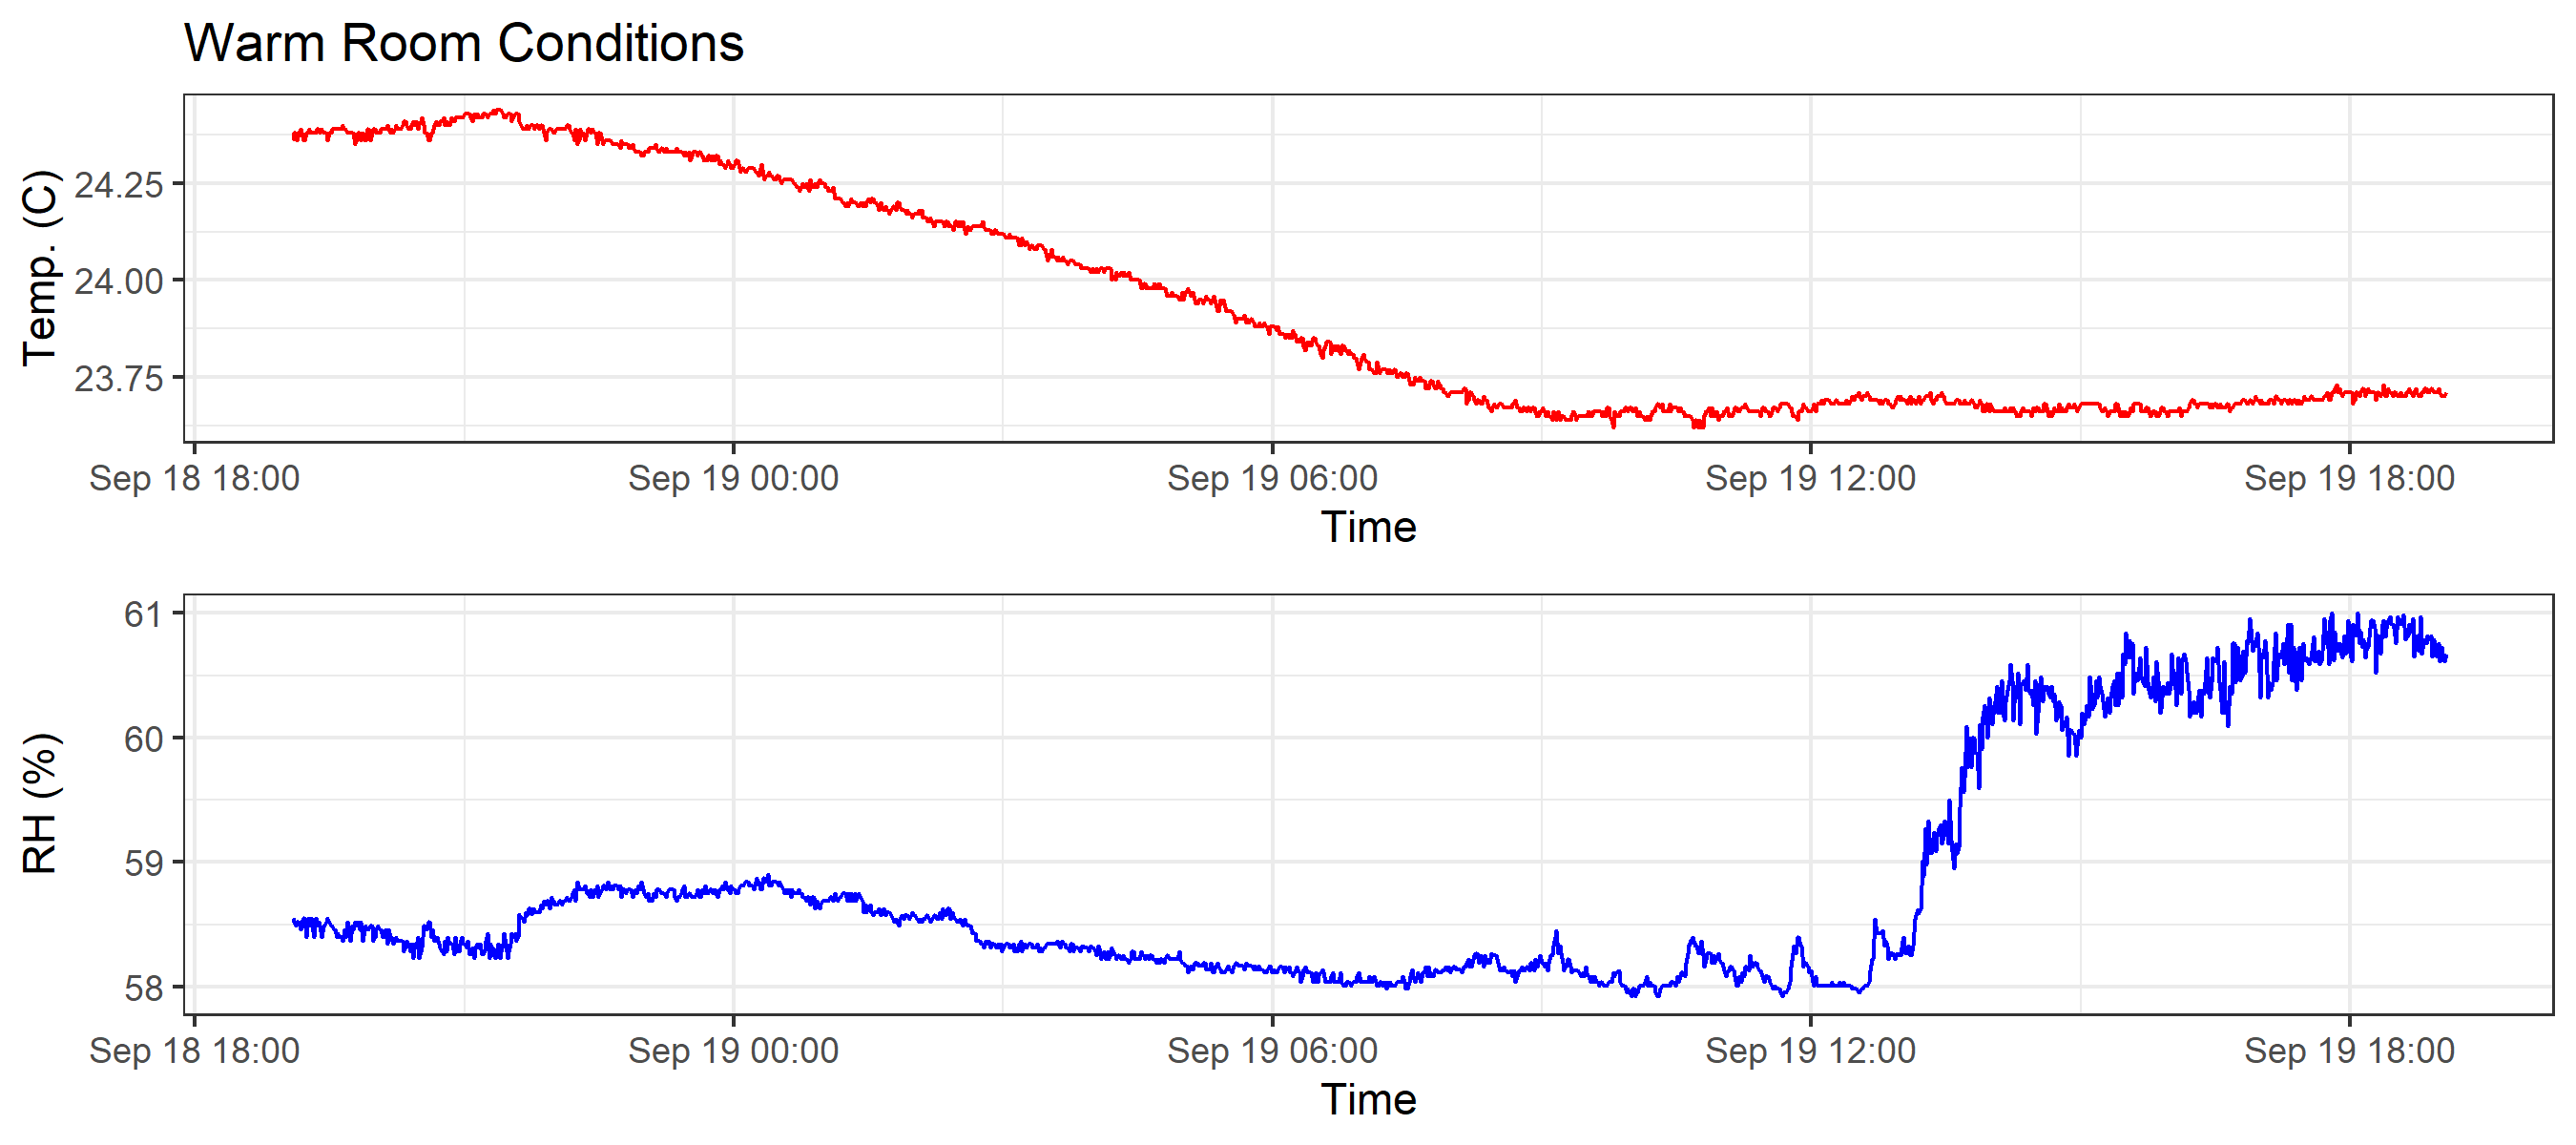 Warm Room Conditions
Temp. (C)
24.25
24.00
23.75
Sep 18 18:00 Sep 19 00:00 Sep 19 06:00 Sep 19 12:00 Sep 19 18:00
Time
RH (%)
61
60
59
58
Sep 18 18:00 Sep 19 00:00 Sep 19 06:00 Sep 19 12:00 Sep 19 18:00
Time